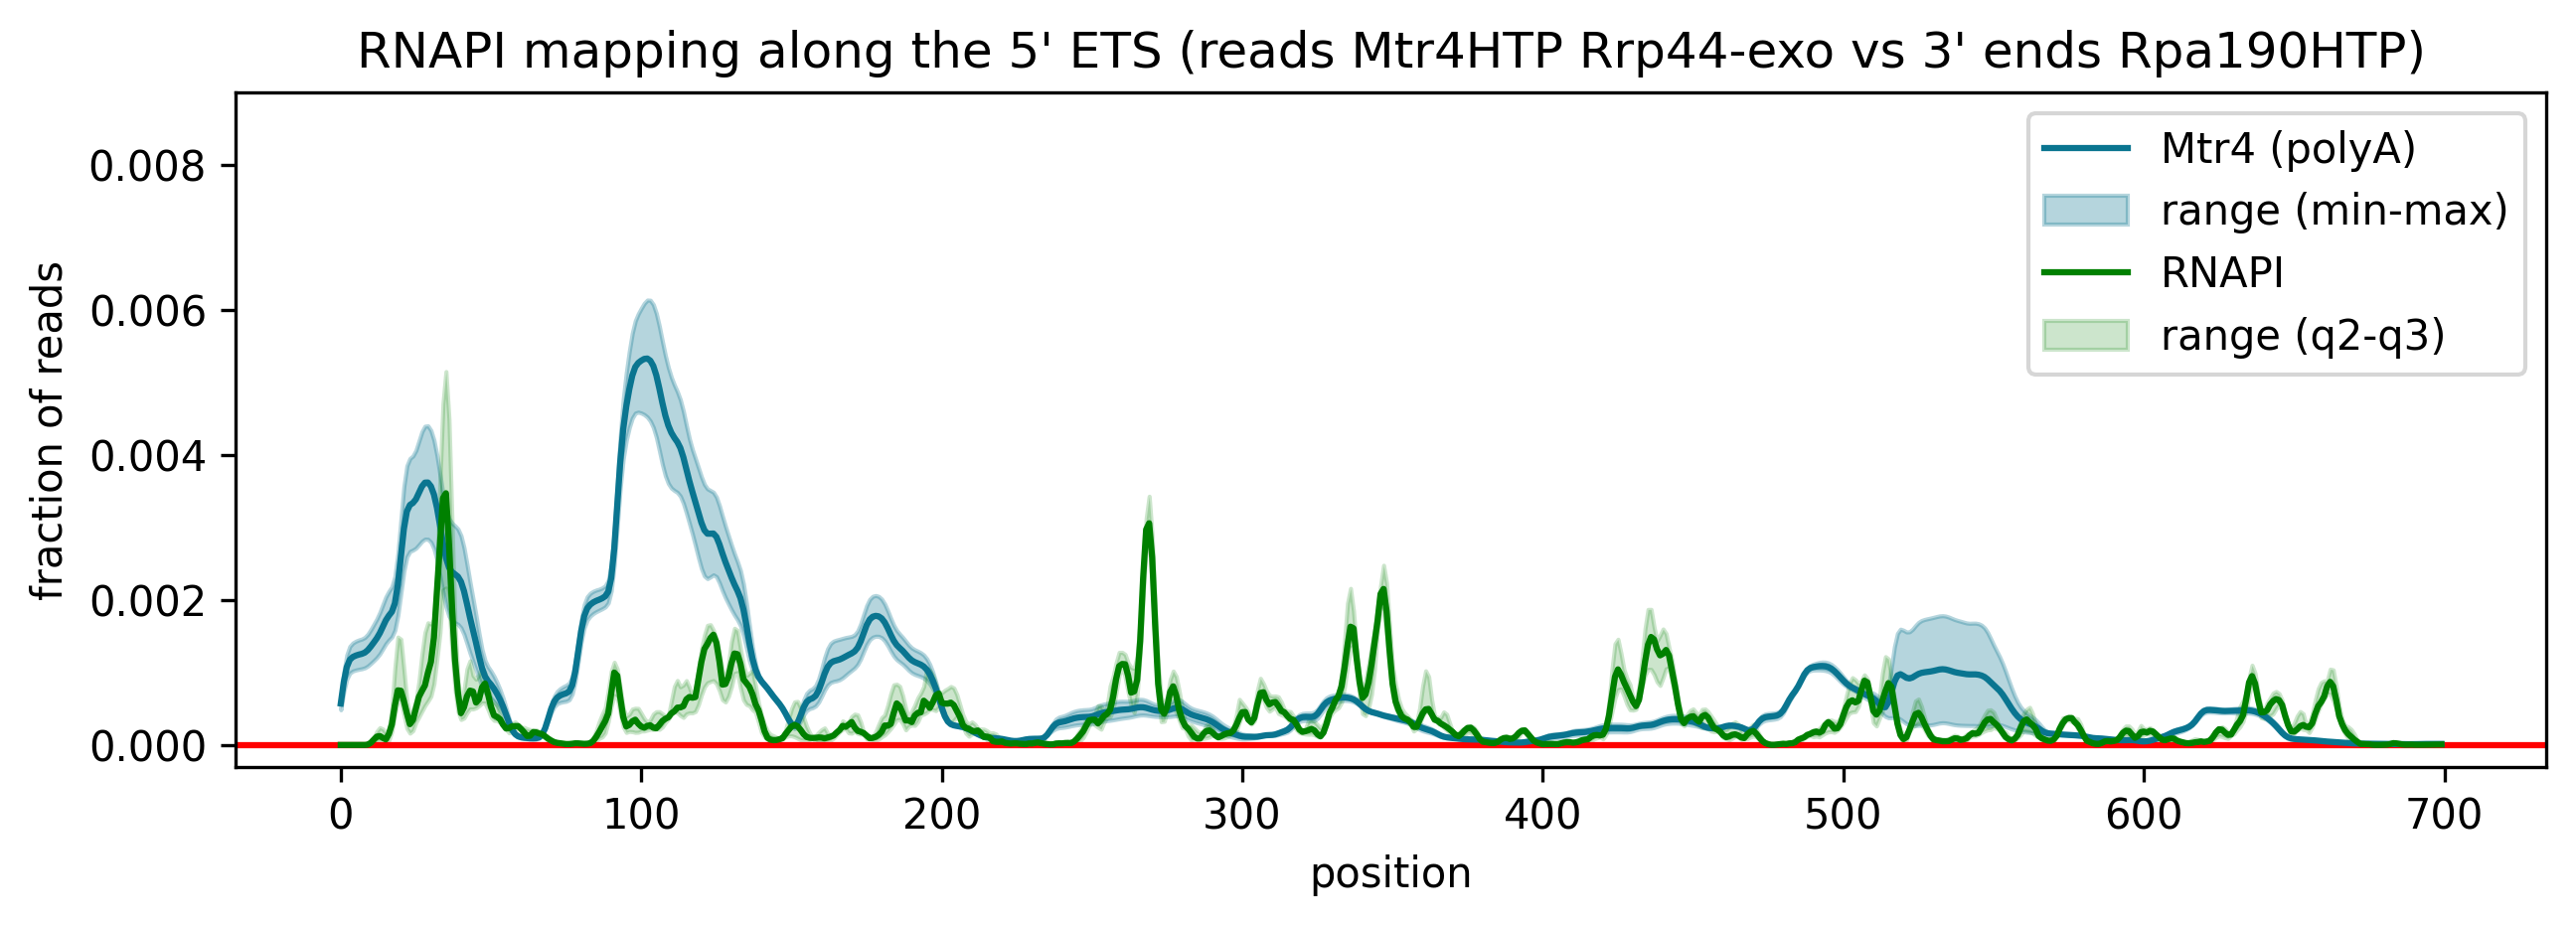 RNAPI mapping along the 5' ETS (reads Mtr4HTP Rrp44-exo vs 3' ends Rpa190HTP)
Mtr4 (polyA)
range (min-max)
RNAPI
range (q2-q3)
fraction of reads
0.008
0.006
0.004
0.002
0.000
0 100 200 300 400 500 600 700
position